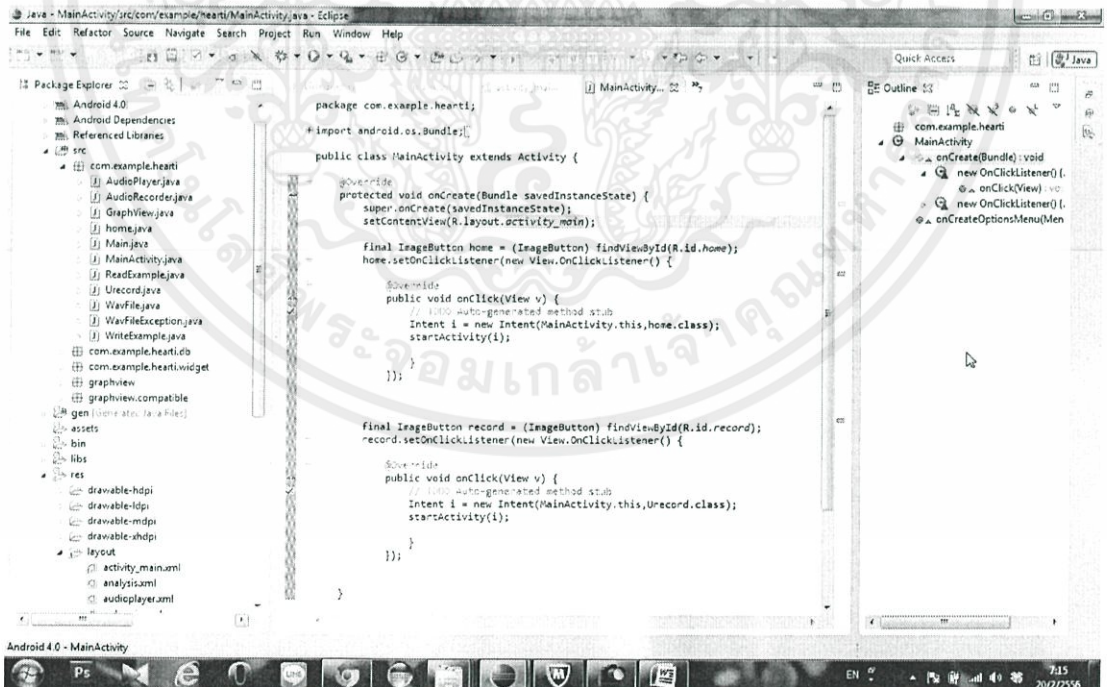 Java - MainActivity/src/com/example/hearti/MainActivity.java - Eclipse
File Edit Refactor Source Navigate Search Project Run Window Help
Quick Access
Java
Package Explorer
Android 4.0
Android Dependencies
Referenced Libraries
src
com.example.hearti
AudioPlayer.java
AudioRecorder.java
GraphView.java
home.java
Main.java
MainActivity.java
ReadExample.java
Urecord.java
WavFile.java
WavFileException.java
WriteExample.java
com.example.hearti.db
com.example.hearti.widget
graphview
graphview.compatible
gen [Generated Java Files]
assets
bin
libs
res
drawable-hdpi
drawable-ldpi
drawable-mdpi
drawable-xhdpi
layout
activity_main.xml
analysis.xml
audioplayer.xml
MainActivity...
package com.example.hearti;
import android.os.Bundle;
public class MainActivity extends Activity {
@Override
protected void onCreate(Bundle savedInstanceState) {
super.onCreate(savedInstanceState);
setContentView(R.layout.activity_main);
final ImageButton home = (ImageButton) findViewById(R.id.home);
home.setOnClickListener(new View.OnClickListener() {
@Override
public void onClick(View v) {
// TODO Auto-generated method stub
Intent i = new Intent(MainActivity.this,home.class);
startActivity(i);
}
});
final ImageButton record = (ImageButton) findViewById(R.id.record);
record.setOnClickListener(new View.OnClickListener() {
@Override
public void onClick(View v) {
// TODO Auto-generated method stub
Intent i = new Intent(MainActivity.this,Urecord.class);
startActivity(i);
}
});
}
Outline
com.example.hearti
MainActivity
onCreate(Bundle) : void
new OnClickListener() {.
onClick(View) : vo
new OnClickListener() {.
onCreateOptionsMenu(Men
Android 4.0 - MainActivity
Ps
LINE
EN
7:15
20/2/2556